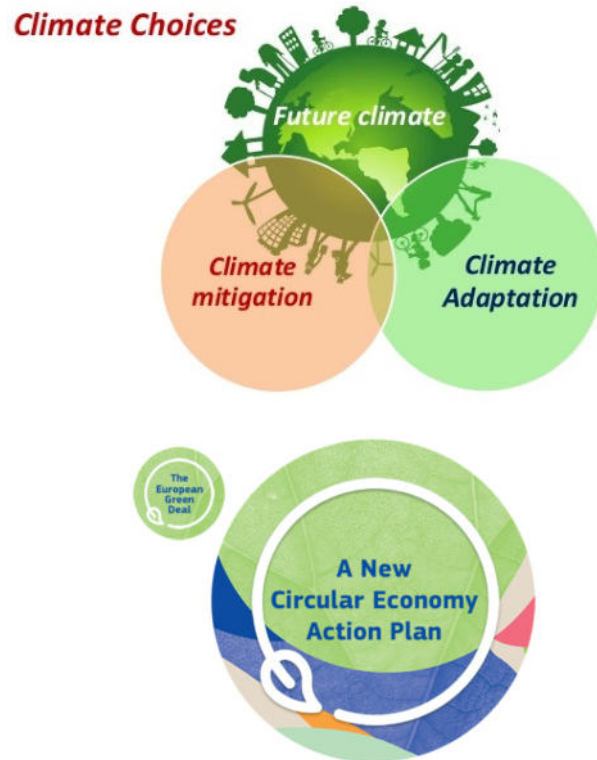 Climate Choices
Future climate
Climate
mitigation
Climate
Adaptation
The
European
Green
Deal
A New
Circular Economy
Action Plan